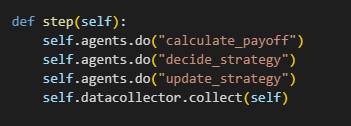 def step(self):
    self.agents.do("calculate_payoff")
    self.agents.do("decide_strategy")
    self.agents.do("update_strategy")
    self.datacollector.collect(self)